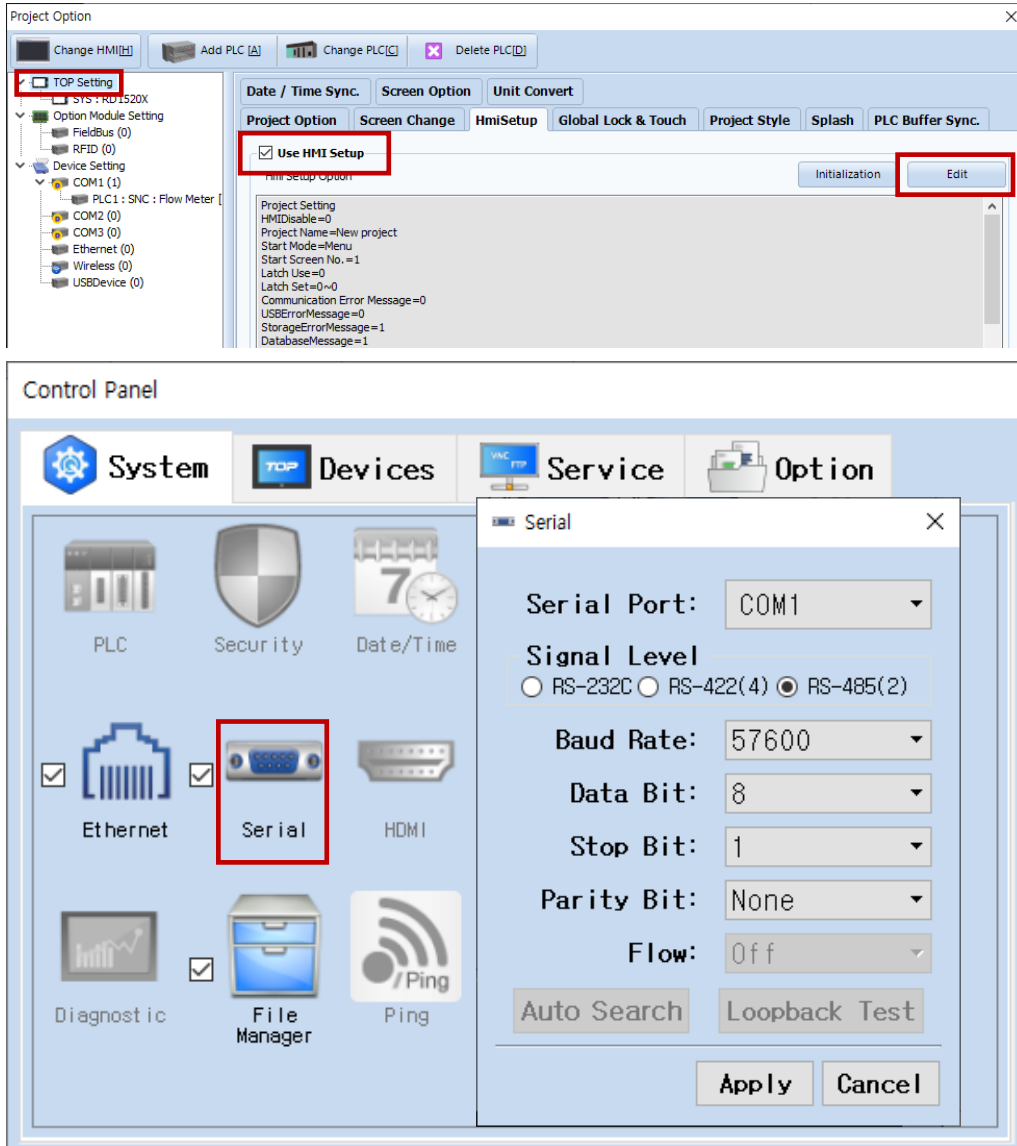 Project Option
Change HMI[H] Add PLC [A] Change PLC[C] Delete PLC[D]
TOP Setting
SYS : RD1520X
Option Module Setting
FieldBus (0)
RFID (0)
Device Setting
COM1 (1)
PLC1 : SNC : Flow Meter [
COM2 (0)
COM3 (0)
Ethernet (0)
Wireless (0)
USBDevice (0)
Date / Time Sync. Screen Option Unit Convert
Project Option Screen Change HmiSetup Global Lock & Touch Project Style Splash PLC Buffer Sync.
Use HMI Setup
Hmi Setup Option
Initialization Edit
Project Setting
HMIDisable=0
Project Name=New project
Start Mode=Menu
Start Screen No.=1
Latch Use=0
Latch Set=0~0
Communication Error Message=0
USBErrorMessage=0
StorageErrorMessage=1
DatabaseMessage=1
Control Panel
System TOP Devices VNC FTP Service Option
PLC Security 7 Date/Time
Ethernet Serial HDMI
Diagnostic File Manager /Ping Ping
Serial
Serial Port: COM1
Signal Level
RS-232C RS-422(4) RS-485(2)
Baud Rate: 57600
Data Bit: 8
Stop Bit: 1
Parity Bit: None
Flow: Off
Auto Search Loopback Test
Apply Cancel